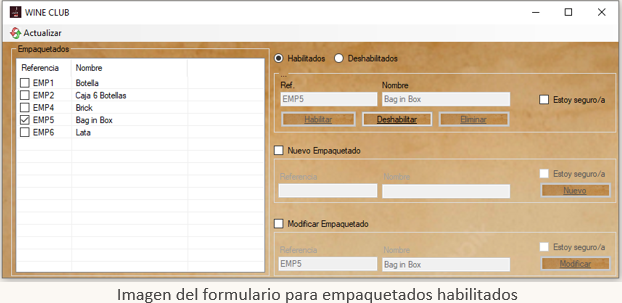 WINE CLUB
Actualizar
Empaquetados
Referencia Nombre
EMP1 Botella
EMP2 Caja 6 Botellas
EMP4 Brick
EMP5 Bag in Box
EMP6 Lata
Habilitados Deshabilitados
...
Ref. Nombre
EMP5 Bag in Box Estoy seguro/a
Habilitar Deshabilitar Eliminar
Nuevo Empaquetado
Referencia Nombre Estoy seguro/a
Nuevo
Modificar Empaquetado
Referencia Nombre Estoy seguro/a
EMP5 Bag in Box Modificar
Imagen del formulario para empaquetados habilitados